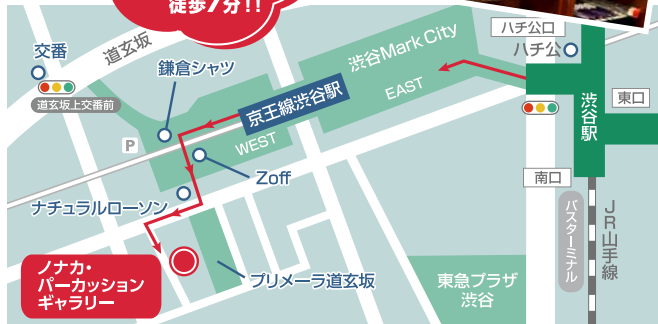 徒歩7分!!
交番
道玄坂
道玄坂上交番前
鎌倉シャツ
渋谷Mark City
EAST
ハチ公口
ハチ公
渋谷駅
東口
京王線渋谷駅
WEST
P
Zoff
ナチュラルローソン
南口
バスターミナル
JR山手線
ノナカ・
パーカッション
ギャラリー
プリメーラ道玄坂
東急プラザ
渋谷